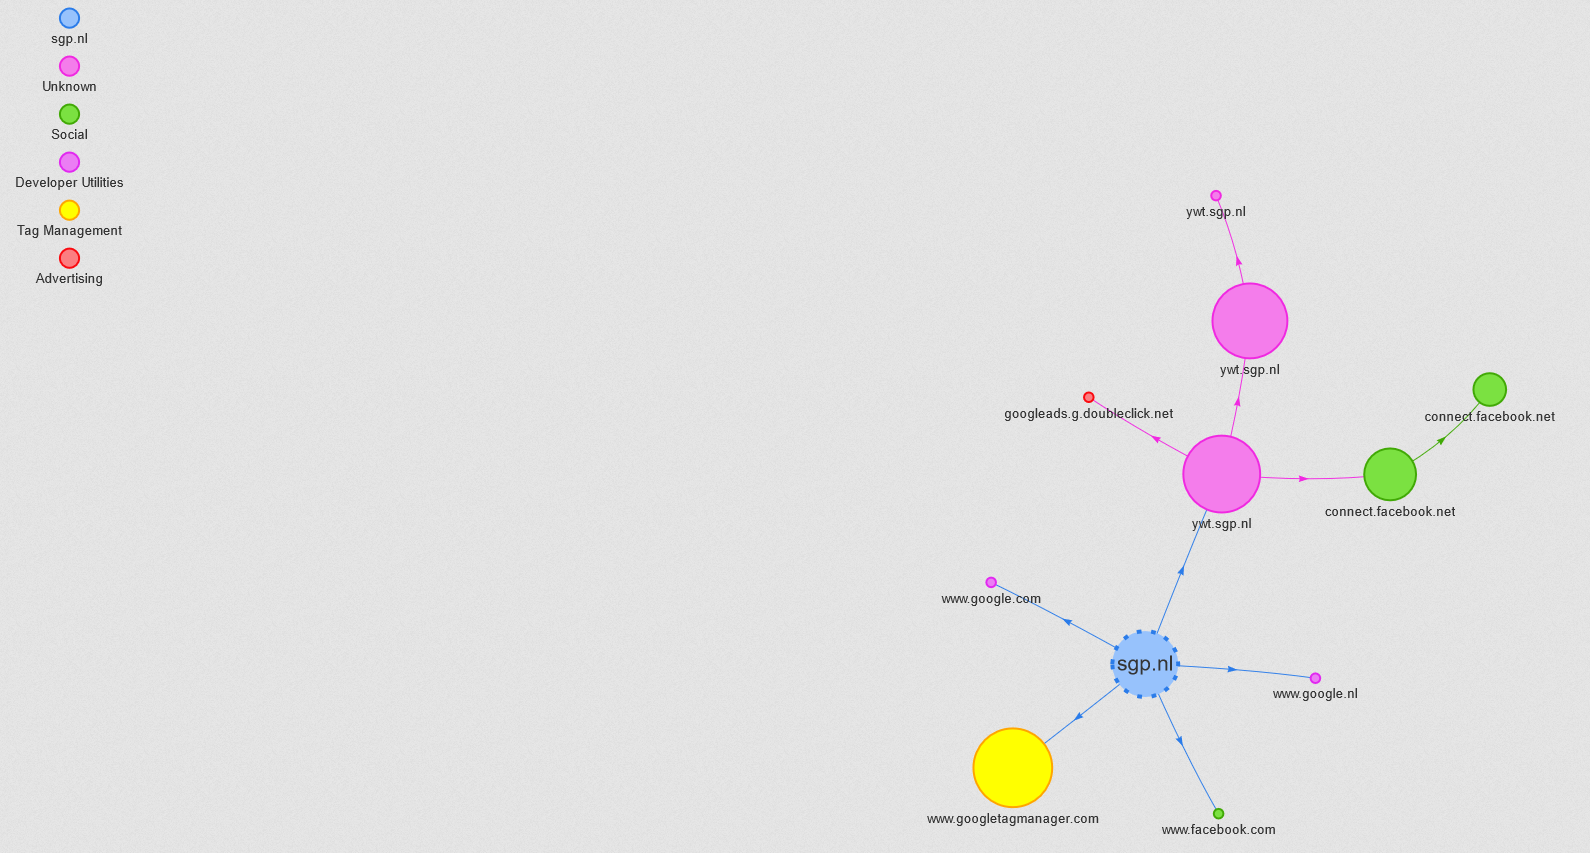 sgp.nl
Unknown
Social
Developer Utilities
Tag Management
Advertising
ywt.sgp.nl
ywt.sgp.nl
googleads.g.doubleclick.net
connect.facebook.net
connect.facebook.net
ywt.sgp.nl
www.google.com
sgp.nl
www.google.nl
www.googletagmanager.com
www.facebook.com